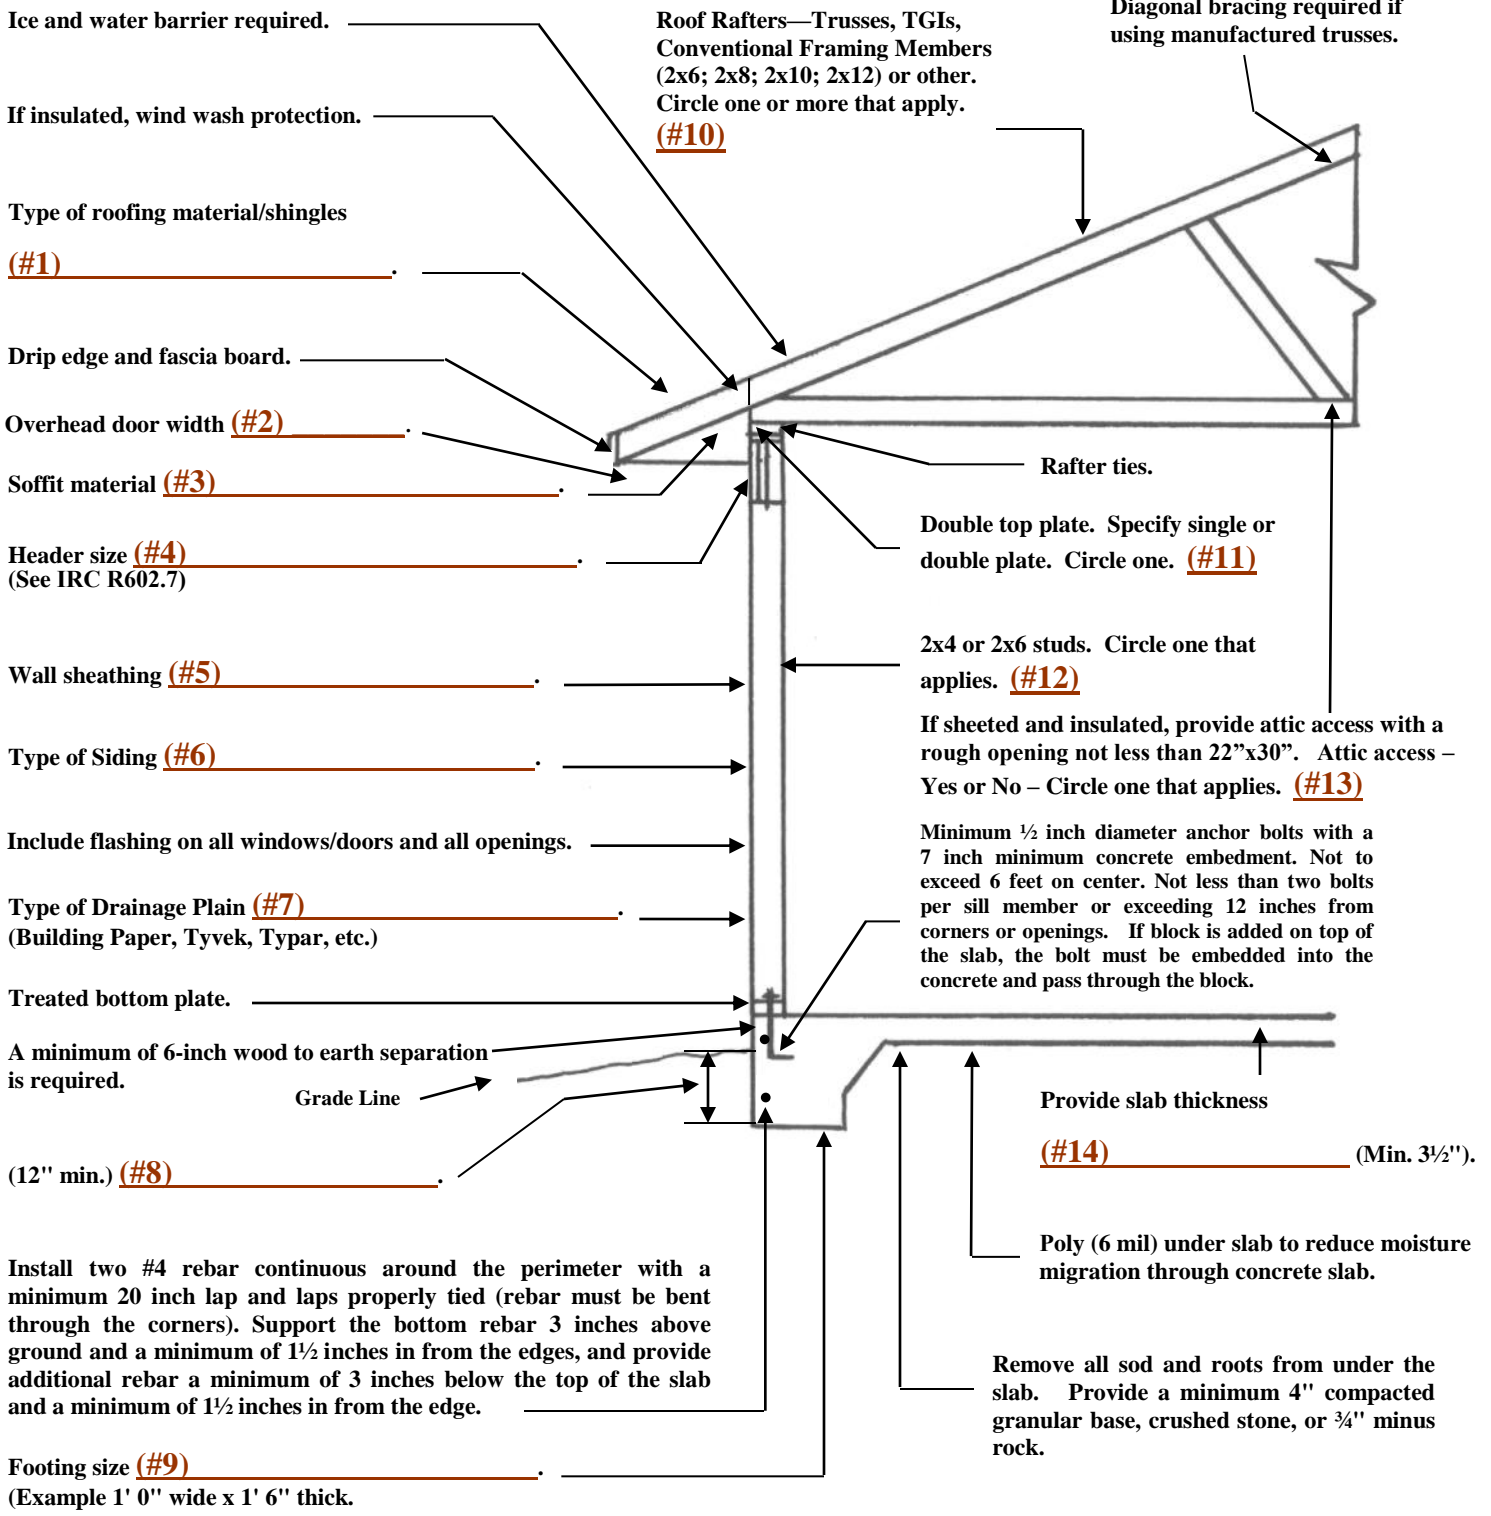 Ice and water barrier required.
If insulated, wind wash protection.
Type of roofing material/shingles
(#1)______________________.
Drip edge and fascia board.
Overhead door width (#2) ________.
Soffit material (#3)______________________.
Header size (#4)______________________.
(See IRC R602.7)
Wall sheathing (#5)____________________.
Type of Siding (#6)____________________.
Include flashing on all windows/doors and all openings.
Type of Drainage Plain (#7)____________________.
(Building Paper, Tyvek, Typar, etc.)
Treated bottom plate.
A minimum of 6-inch wood to earth separation
is required.
Grade Line
(12" min.) (#8)________________.
Install two #4 rebar continuous around the perimeter with a
minimum 20 inch lap and laps properly tied (rebar must be bent
through the corners). Support the bottom rebar 3 inches above
ground and a minimum of 1½ inches in from the edges, and provide
additional rebar a minimum of 3 inches below the top of the slab
and a minimum of 1½ inches in from the edge.
Footing size (#9)______________________.
(Example 1' 0" wide x 1' 6" thick.
Roof Rafters—Trusses, TGIs,
Conventional Framing Members
(2x6; 2x8; 2x10; 2x12) or other.
Circle one or more that apply.
(#10)
Diagonal bracing required if
using manufactured trusses.
Rafter ties.
Double top plate. Specify single or
double plate. Circle one. (#11)
2x4 or 2x6 studs. Circle one that
applies. (#12)
If sheeted and insulated, provide attic access with a
rough opening not less than 22”x30”. Attic access –
Yes or No – Circle one that applies. (#13)
Minimum ½ inch diameter anchor bolts with a
7 inch minimum concrete embedment. Not to
exceed 6 feet on center. Not less than two bolts
per sill member or exceeding 12 inches from
corners or openings. If block is added on top of
the slab, the bolt must be embedded into the
concrete and pass through the block.
Provide slab thickness
(#14)________________ (Min. 3½").
Poly (6 mil) under slab to reduce moisture
migration through concrete slab.
Remove all sod and roots from under the
slab. Provide a minimum 4" compacted
granular base, crushed stone, or ¾" minus
rock.